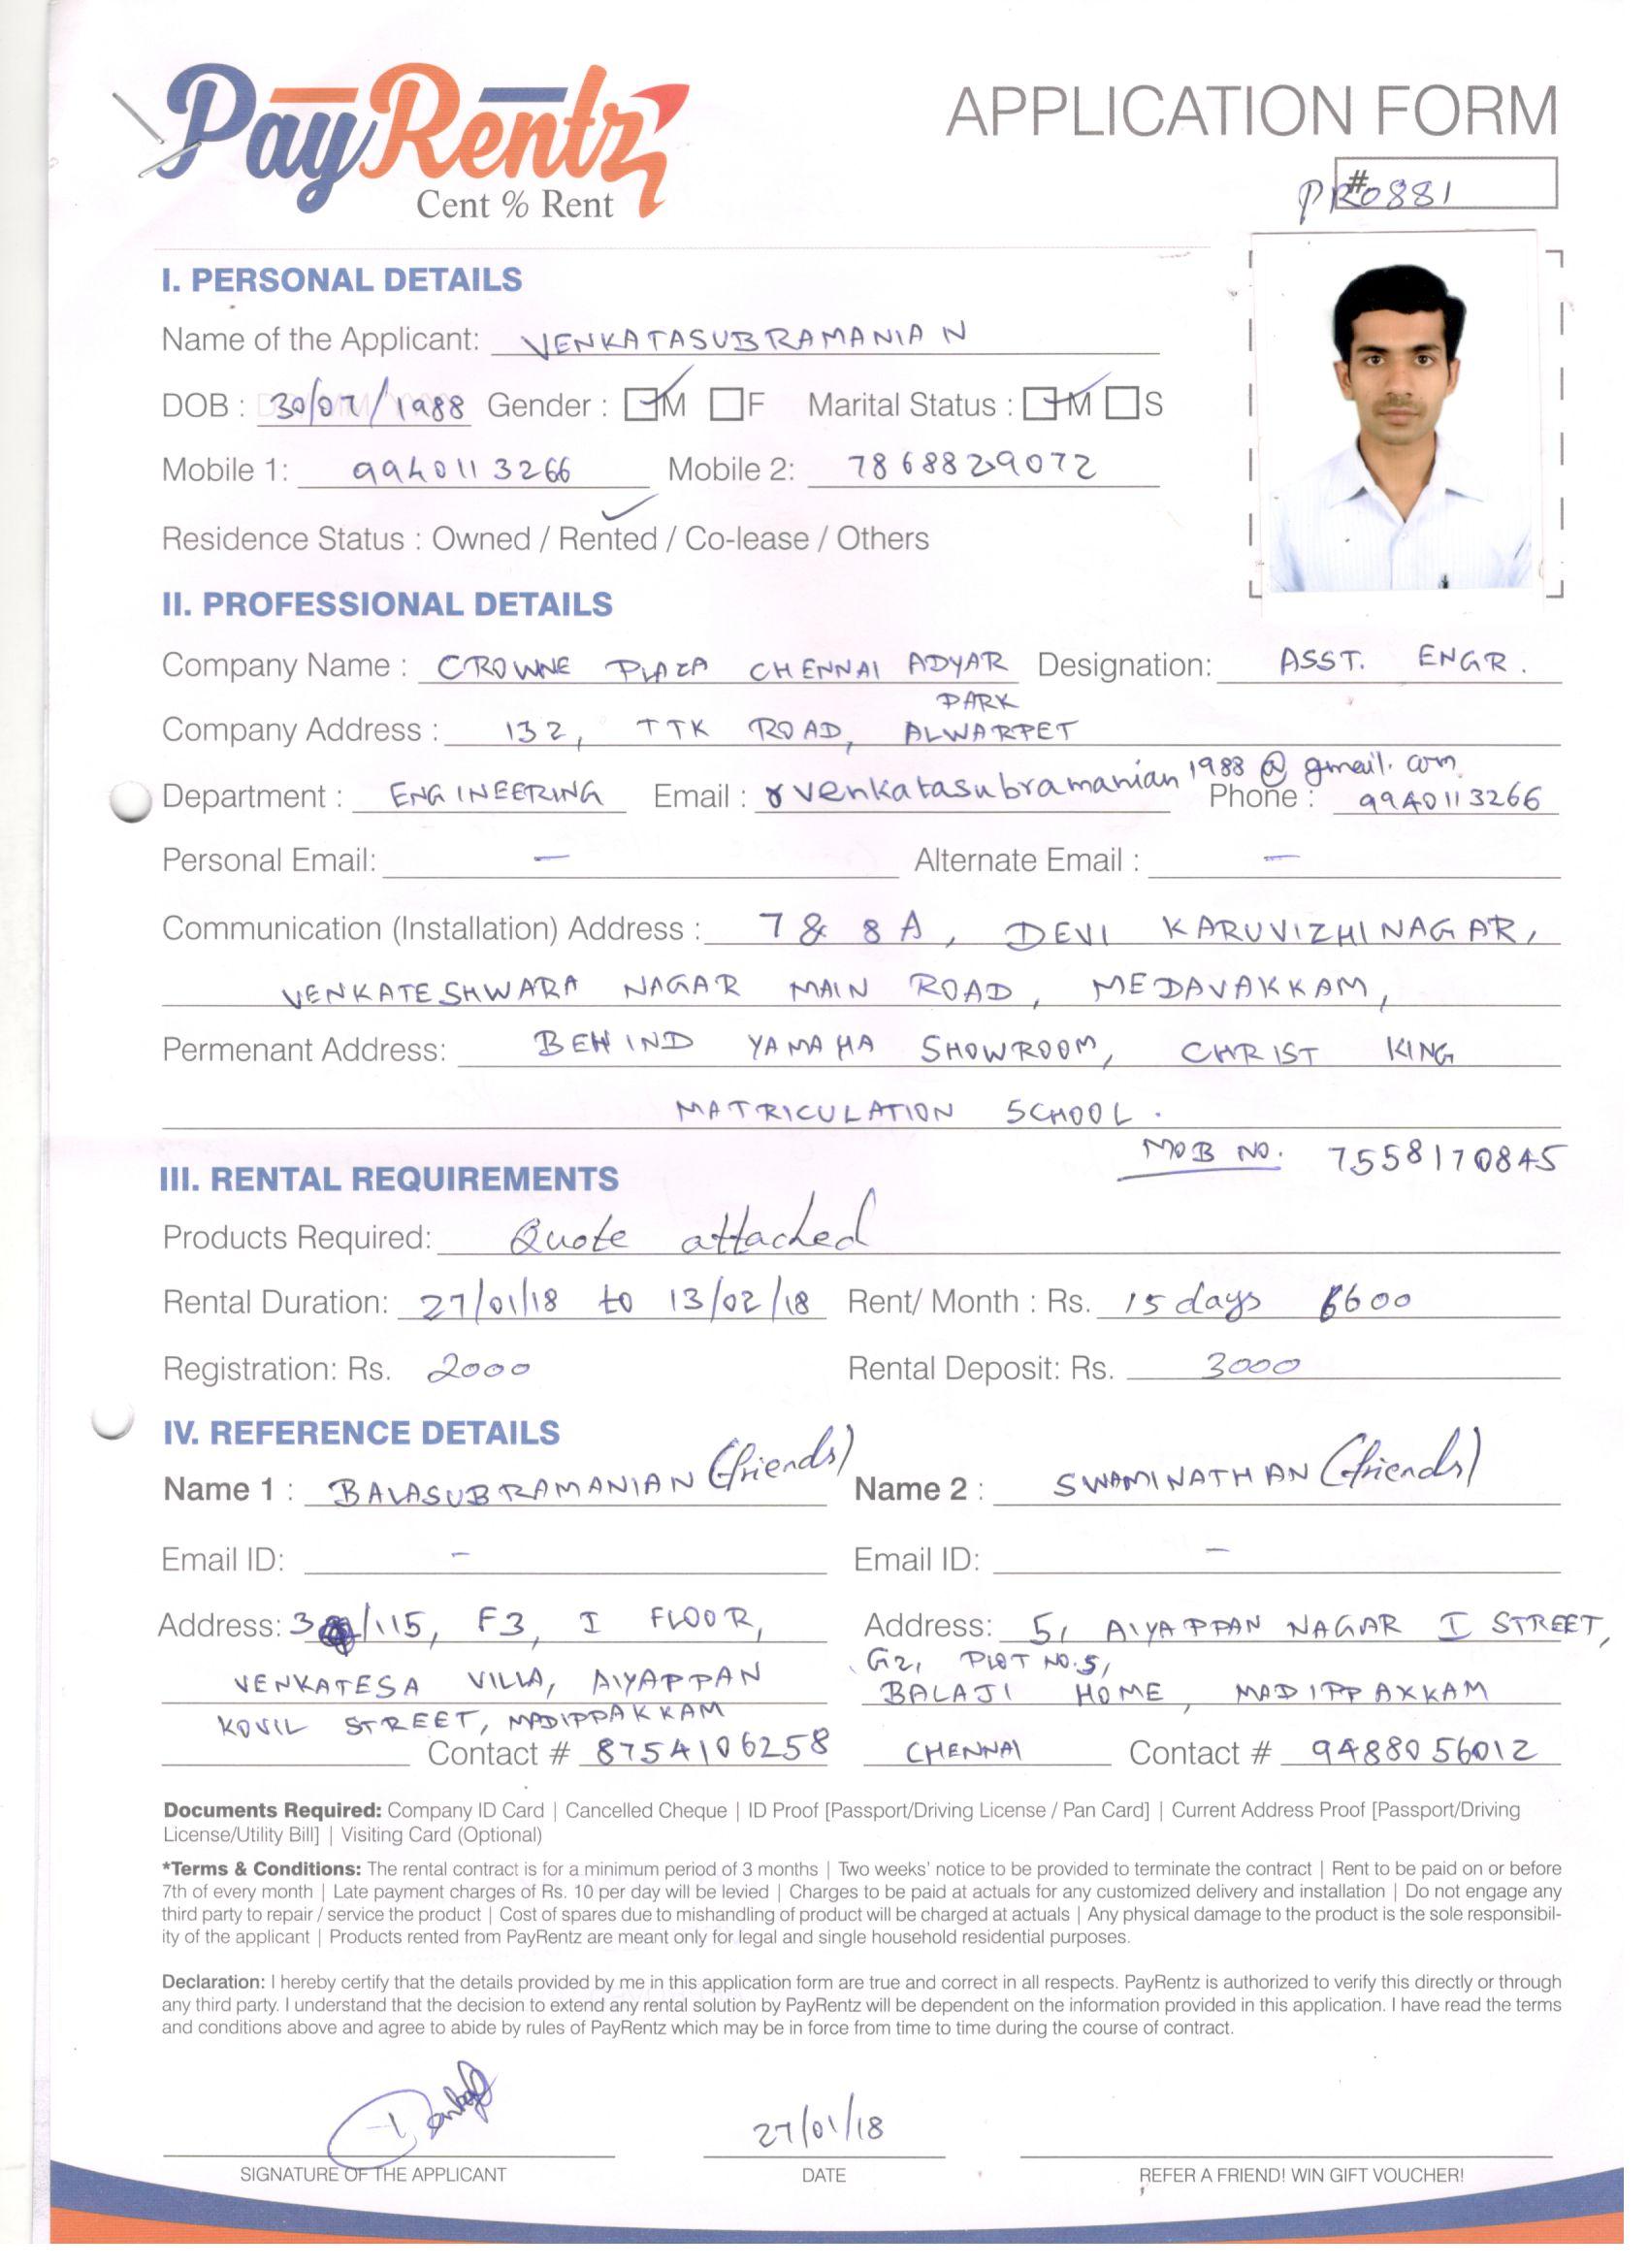 PayRentz
Cent % Rent
APPLICATION FORM
# PR0881
I. PERSONAL DETAILS
Name of the Applicant: VENKATASUBRAMANIAN
DOB : 30/07/1988 Gender : M F Marital Status : M S
Mobile 1: 9940113266 Mobile 2: 7868829072
Residence Status : Owned / Rented / Co-lease / Others
II. PROFESSIONAL DETAILS
Company Name : CROWNE PLAZA CHENNAI ADYAR Designation: ASST. ENGR.
PARK
Company Address : 132, TTK ROAD, ALWARPET
Department : ENGINEERING Email : venkatasubramanian1988@gmail.com Phone : 9940113266
Personal Email: – Alternate Email : –
Communication (Installation) Address : 7 & 8A, DEVI KARUVIZHI NAGAR,
VENKATESHWARA NAGAR MAIN ROAD, MEDAVAKKAM,
Permenant Address: BEHIND YAMAHA SHOWROOM, CHRIST KING
MATRICULATION SCHOOL.
MOB NO. 7558170845
III. RENTAL REQUIREMENTS
Products Required: Quote attached
Rental Duration: 27/01/18 to 13/02/18 Rent/ Month : Rs. 15 days 6600
Registration: Rs. 2000 Rental Deposit: Rs. 3000
IV. REFERENCE DETAILS
Name 1 : BALASUBRAMANIAN (friends) Name 2 : SWAMINATHAN (friends)
Email ID: – Email ID: –
Address: 3 /115, F3, I FLOOR, Address: 5, AIYAPPAN NAGAR I STREET,
G2, PLOT NO.5,
VENKATESA VILLA, AIYAPPAN BALAJI HOME, MADIPPAKKAM
KOVIL STREET, MADIPPAKKAM
Contact # 8754106258 CHENNAI Contact # 9488056012
Documents Required: Company ID Card | Cancelled Cheque | ID Proof [Passport/Driving License / Pan Card] | Current Address Proof [Passport/Driving
License/Utility Bill] | Visiting Card (Optional)
*Terms & Conditions: The rental contract is for a minimum period of 3 months | Two weeks' notice to be provided to terminate the contract | Rent to be paid on or before
7th of every month | Late payment charges of Rs. 10 per day will be levied | Charges to be paid at actuals for any customized delivery and installation | Do not engage any
third party to repair / service the product | Cost of spares due to mishandling of product will be charged at actuals | Any physical damage to the product is the sole responsibil-
ity of the applicant | Products rented from PayRentz are meant only for legal and single household residential purposes.
Declaration: I hereby certify that the details provided by me in this application form are true and correct in all respects. PayRentz is authorized to verify this directly or through
any third party. I understand that the decision to extend any rental solution by PayRentz will be dependent on the information provided in this application. I have read the terms
and conditions above and agree to abide by rules of PayRentz which may be in force from time to time during the course of contract.
27/01/18
SIGNATURE OF THE APPLICANT DATE REFER A FRIEND! WIN GIFT VOUCHER!